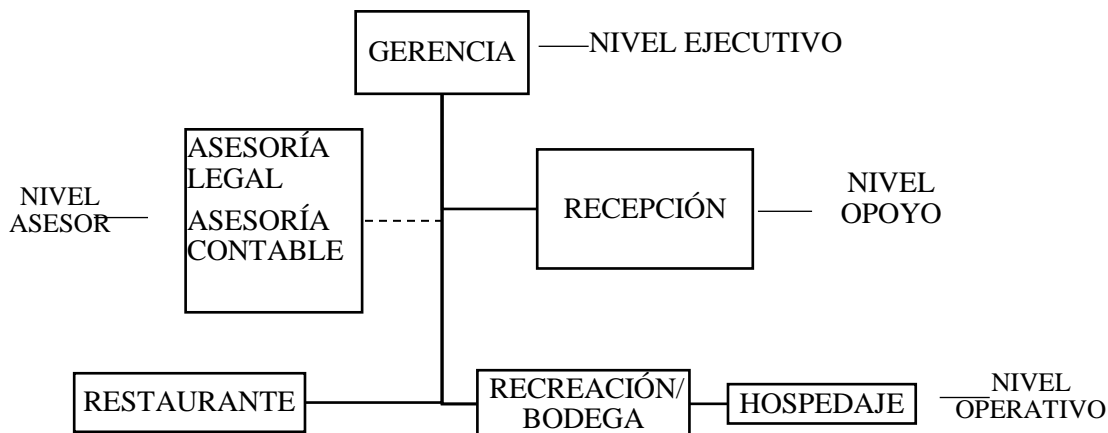 GERENCIA
NIVEL EJECUTIVO
ASESORÍA
LEGAL
ASESORÍA
CONTABLE
NIVEL
ASESOR
RECEPCIÓN
NIVEL
OPOYO
RESTAURANTE
RECREACIÓN/
BODEGA
HOSPEDAJE
NIVEL
OPERATIVO